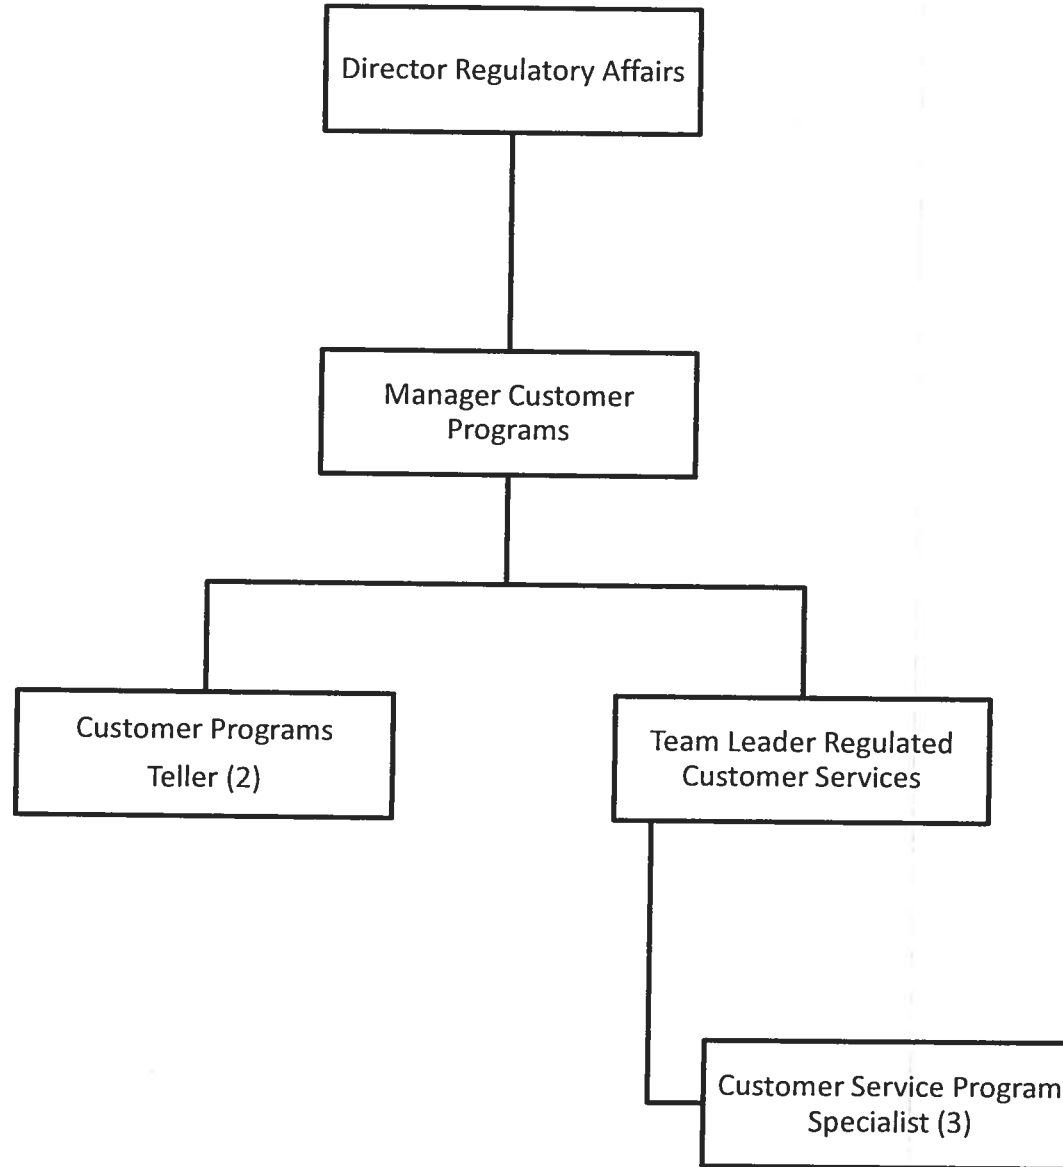 Director Regulatory Affairs
Manager Customer
Programs
Customer Programs
Teller (2)
Team Leader Regulated
Customer Services
Customer Service Program
Specialist (3)